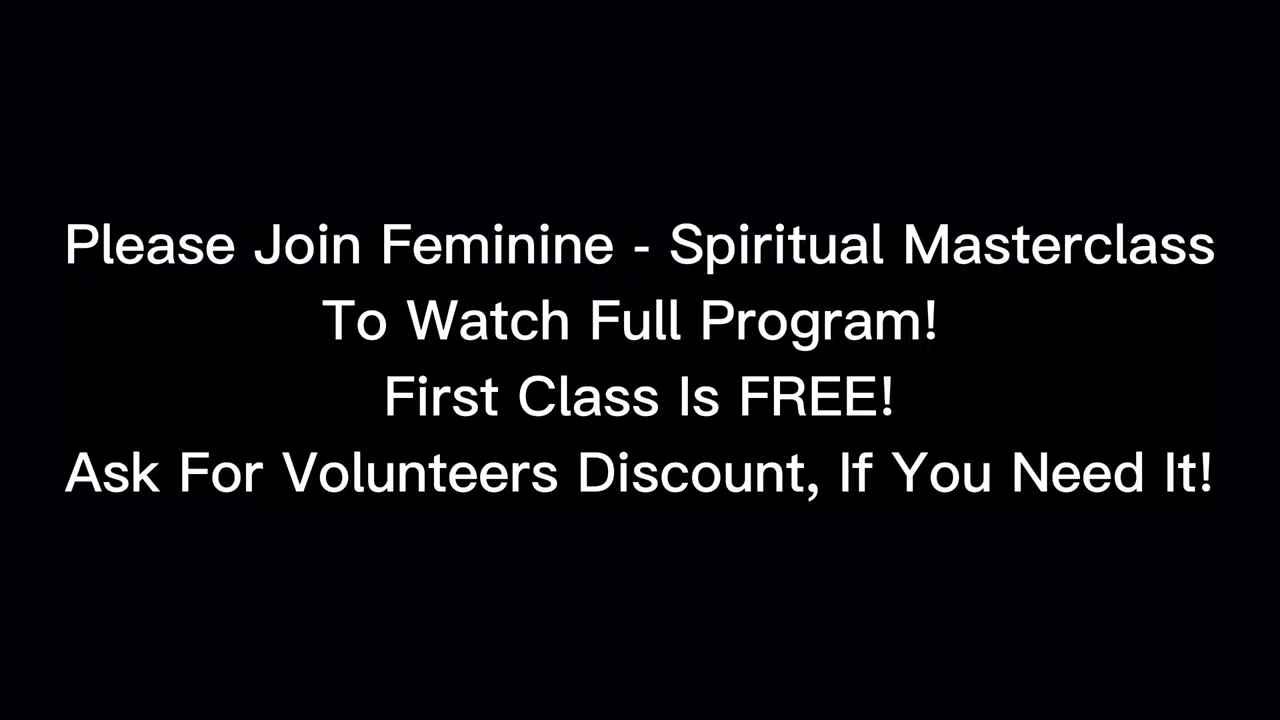 Please Join Feminine - Spiritual Masterclass
To Watch Full Program!
First Class Is FREE!
Ask For Volunteers Discount, If You Need It!